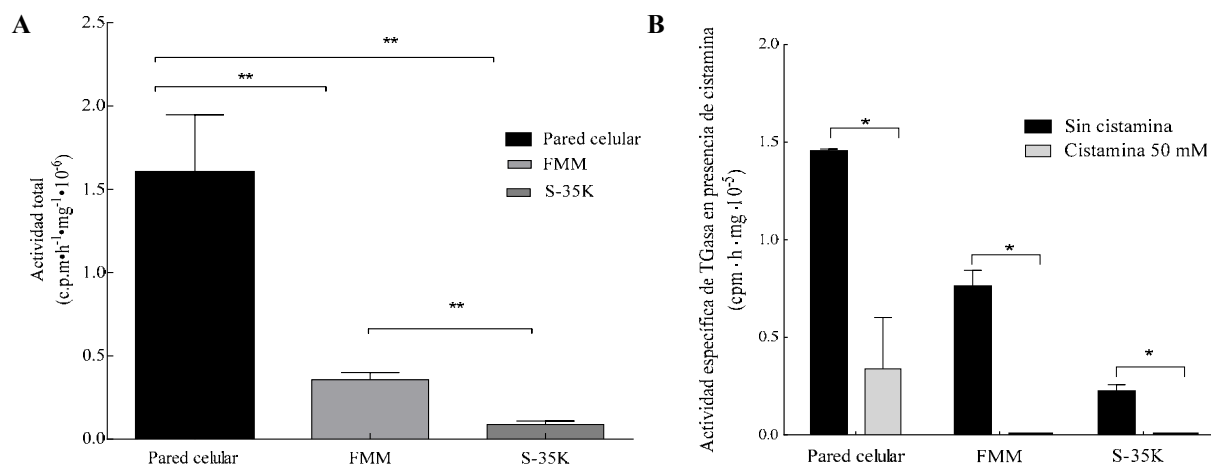 A
Actividad total
(c.p.m•h⁻¹•mg⁻¹•10⁻⁶)
2.5
2.0
1.5
1.0
0.5
0.0
**
**
**
Pared celular
FMM
S-35K
Pared celular
FMM
S-35K
B
Actividad específica de TGasa en presencia de cistamina
(cpm · h · mg ·10⁻⁵)
2.0
1.5
1.0
0.5
0.0
*
*
*
Sin cistamina
Cistamina 50 mM
Pared celular
FMM
S-35K